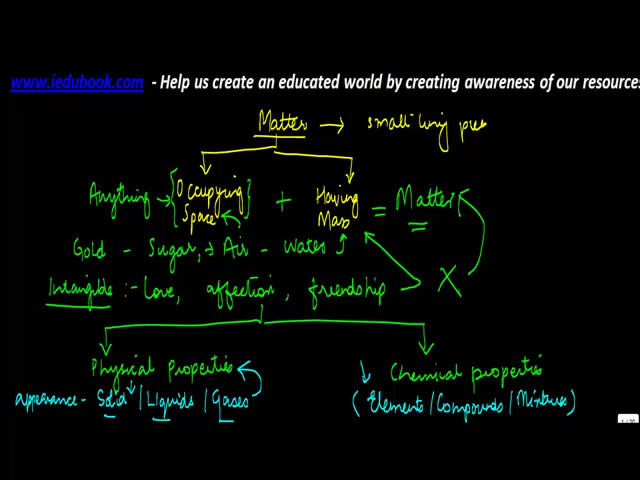 www.iedubook.com - Help us create an educated world by creating awareness of our resources
Matter → small tiny
Anything → {Occupying Space} + Having Mass = Matter
Gold - Sugar, → Air - Water
Intangible :- Love, affection, friendship X
Physical properties Chemical properties
appearance - Solid / Liquids / Gases (Elements / Compounds / Mixtures)